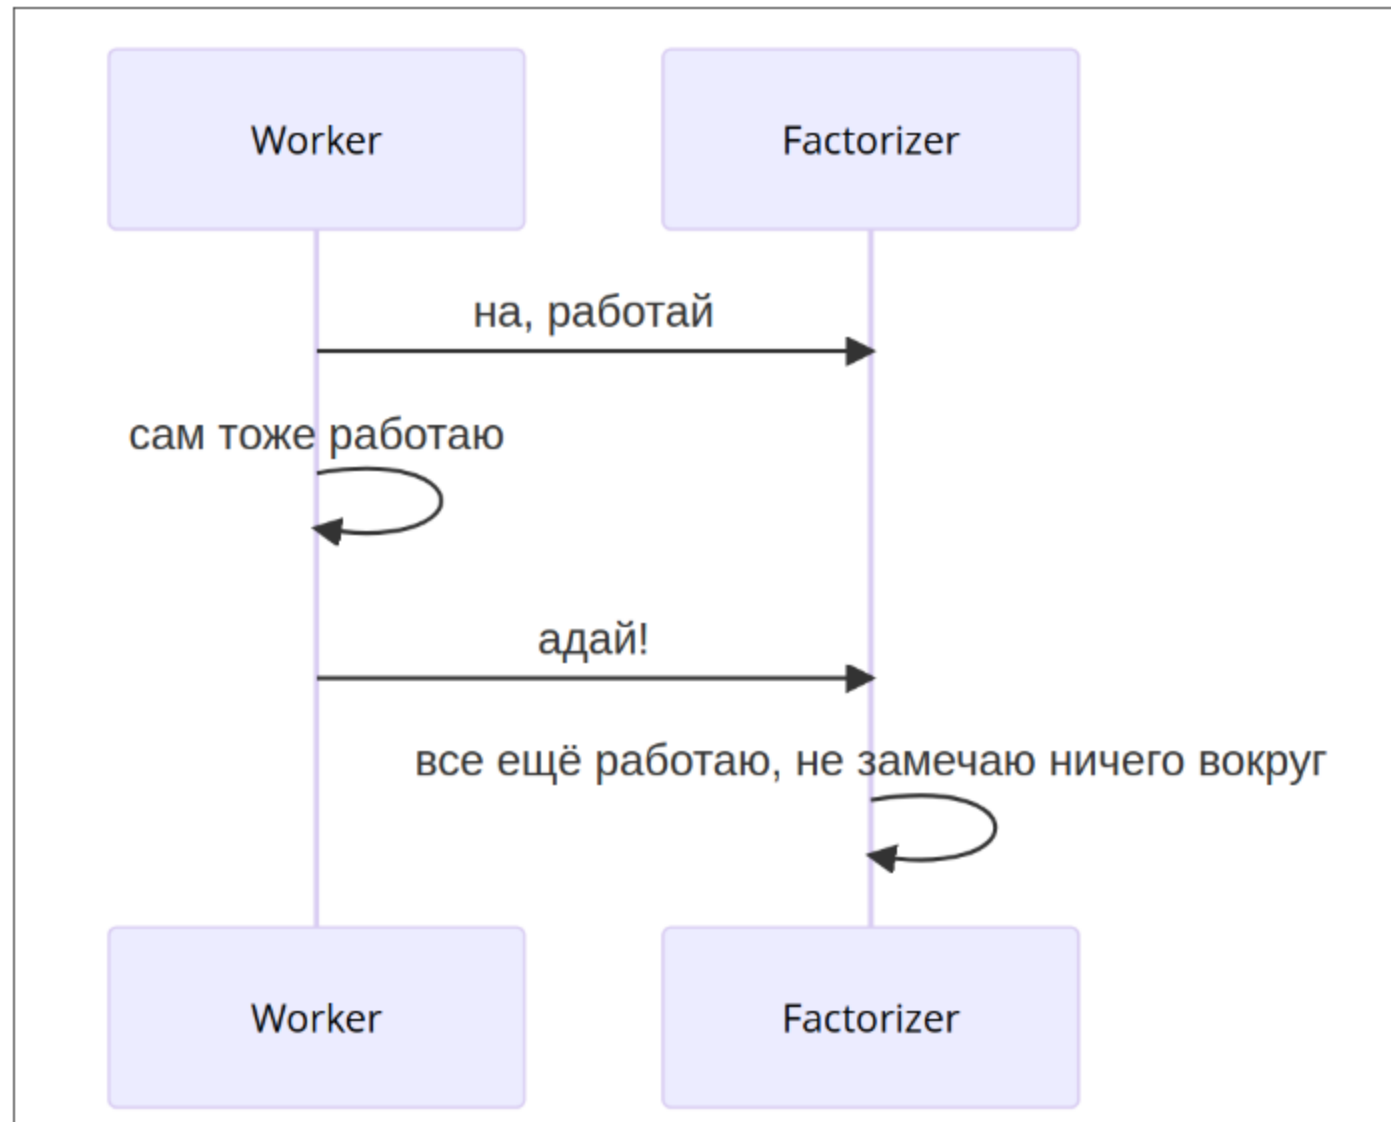 Worker
Factorizer
на, работай
сам тоже работаю
адай!
все ещё работаю, не замечаю ничего вокруг
Worker
Factorizer